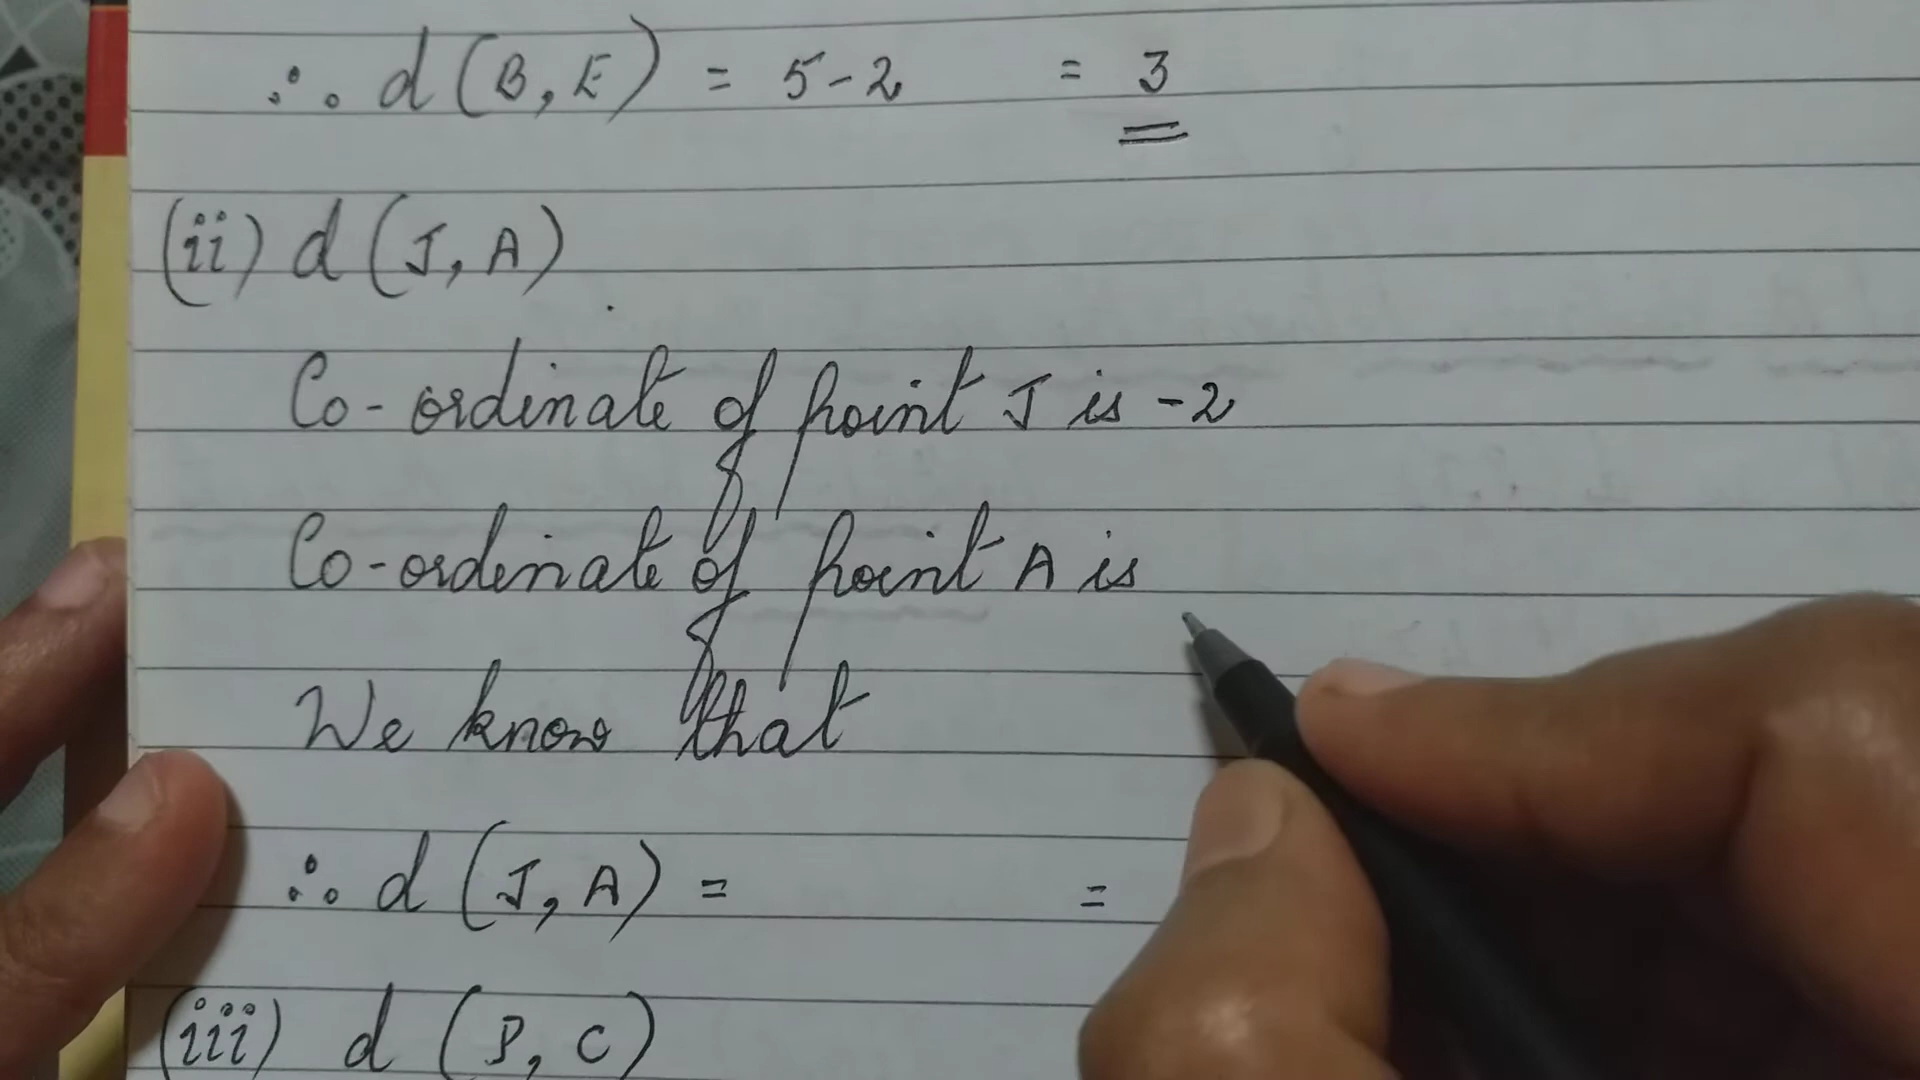 ∴ d (B, E) = 5 - 2 = 3
(ii) d (J, A)
Co-ordinate of point J is -2
Co-ordinate of point A is
We know that
∴ d (J, A) = =
(iii) d (P, C)